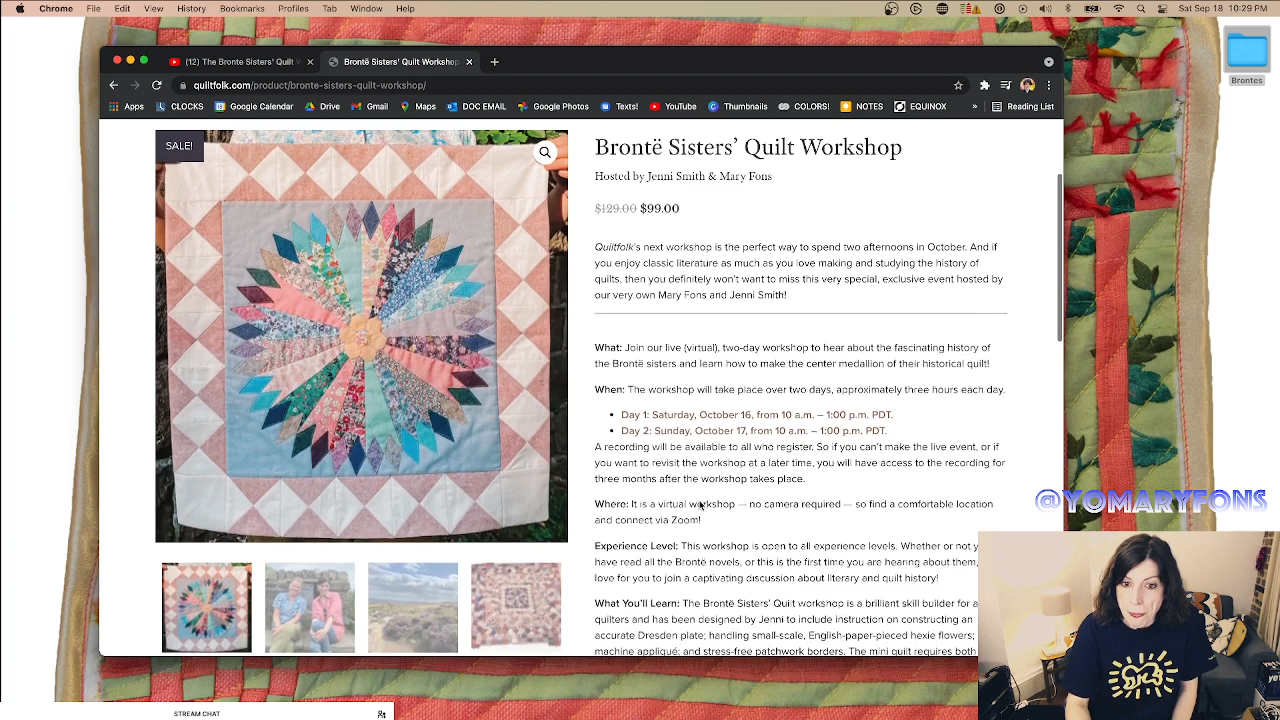 Chrome File Edit View History Bookmarks Profiles Tab Window Help
Sat Sep 18 10:29 PM
(12) The Bronte Sisters' Quilt W
Brontë Sisters' Quilt Workshop
quiltfolk.com/product/bronte-sisters-quilt-workshop/
Apps CLOCKS Google Calendar Drive Gmail Maps DOC EMAIL Google Photos Texts! YouTube Thumbnails COLORS! NOTES EQUINOX » Reading List
Brontes
SALE!
Brontë Sisters' Quilt Workshop
Hosted by Jenni Smith & Mary Fons
$129.00 $99.00
Quiltfolk's next workshop is the perfect way to spend two afternoons in October. And if
you enjoy classic literature as much as you love making and studying the history of
quilts, then you definitely won't want to miss this very special, exclusive event hosted by
our very own Mary Fons and Jenni Smith!
What: Join our live (virtual), two-day workshop to hear about the fascinating history of
the Brontë sisters and learn how to make the center medallion of their historical quilt!
When: The workshop will take place over two days, approximately three hours each day.
• Day 1: Saturday, October 16, from 10 a.m. – 1:00 p.m. PDT.
• Day 2: Sunday, October 17, from 10 a.m. – 1:00 p.m. PDT.
A recording will be available to all who register. So if you can't make the live event, or if
you want to revisit the workshop at a later time, you will have access to the recording for
three months after the workshop takes place.
Where: It is a virtual workshop — no camera required — so find a comfortable location
and connect via Zoom!
Experience Level: This workshop is open to all experience levels. Whether or not y
have read all the Brontë novels, or this is the first time you are hearing about them,
love for you to join a captivating discussion about literary and quilt history!
What You'll Learn: The Brontë Sisters' Quilt workshop is a brilliant skill builder for a
quilters and has been designed by Jenni to include instruction on constructing an
accurate Dresden plate; handling small-scale, English-paper-pieced hexie flowers;
machine appliqué; and stress-free patchwork borders. The mini quilt requires both
@YOMARYFONS
STREAM CHAT